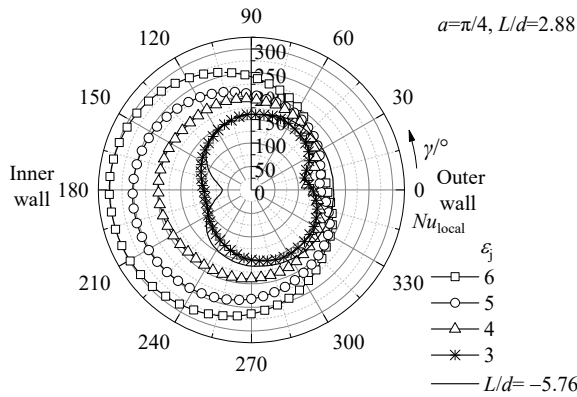 90
a=π/4, L/d=2.88
120
60
300
250
200
150
30
150
100
50
γ/°
Inner
wall
180
0
0
Outer
wall
Nu_local
210
330
240
300
270
ε_j
6
5
4
3
L/d= −5.76